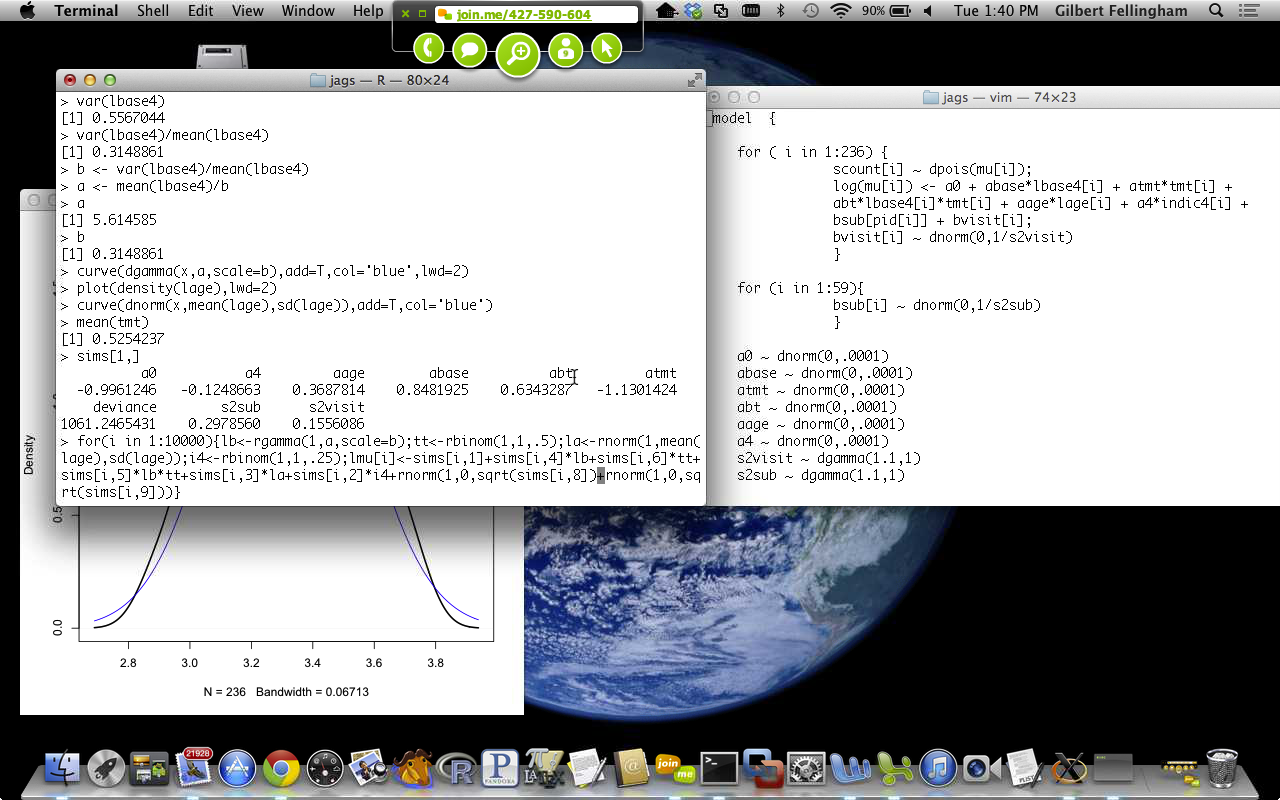 Terminal Shell Edit View Window Help
join.me/427-590-604
90% Tue 1:40 PM Gilbert Fellingham
jags — R — 80×24
> var(lbase4)
[1] 0.5567044
> var(lbase4)/mean(lbase4)
[1] 0.3148861
> b <- var(lbase4)/mean(lbase4)
> a <- mean(lbase4)/b
> a
[1] 5.614585
> b
[1] 0.3148861
> curve(dgamma(x,a,scale=b),add=T,col='blue',lwd=2)
> plot(density(lage),lwd=2)
> curve(dnorm(x,mean(lage),sd(lage)),add=T,col='blue')
> mean(tmt)
[1] 0.5254237
> sims[1,]
a0 a4 aage abase abt atmt
-0.9961246 -0.1248663 0.3687814 0.8481925 0.6343287 -1.1301424
deviance s2sub s2visit
1061.2465431 0.2978560 0.1556086
> for(i in 1:10000){lb<-rgamma(1,a,scale=b);tt<-rbinom(1,1,.5);la<-rnorm(1,mean(
lage),sd(lage));i4<-rbinom(1,1,.25);lmu[i]<-sims[i,1]+sims[i,4]*lb+sims[i,6]*tt+
sims[i,5]*lb*tt+sims[i,3]*la+sims[i,2]*i4+rnorm(1,0,sqrt(sims[i,8]))+rnorm(1,0,sq
rt(sims[i,9]))}
jags — vim — 74×23
model {
for ( i in 1:236) {
scount[i] ~ dpois(mu[i]);
log(mu[i]) <- a0 + abase*lbase4[i] + atmt*tmt[i] +
abt*lbase4[i]*tmt[i] + aage*lage[i] + a4*indic4[i] +
bsub[pid[i]] + bvisit[i];
bvisit[i] ~ dnorm(0,1/s2visit)
}
for (i in 1:59){
bsub[i] ~ dnorm(0,1/s2sub)
}
a0 ~ dnorm(0,.0001)
abase ~ dnorm(0,.0001)
atmt ~ dnorm(0,.0001)
abt ~ dnorm(0,.0001)
aage ~ dnorm(0,.0001)
a4 ~ dnorm(0,.0001)
s2visit ~ dgamma(1.1,1)
s2sub ~ dgamma(1.1,1)
Density
0.0
2.8 3.0 3.2 3.4 3.6 3.8
N = 236 Bandwidth = 0.06713
21928
P
PANDORA
join
me
PLIST